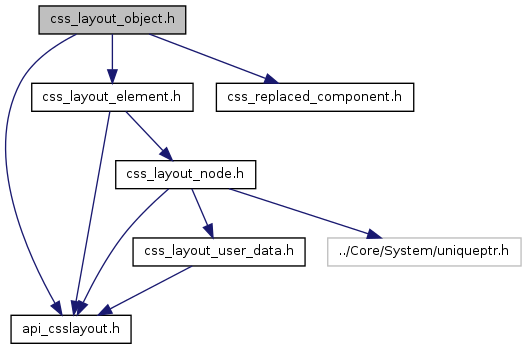 css_layout_object.h
css_layout_element.h
css_replaced_component.h
css_layout_node.h
css_layout_user_data.h
../Core/System/uniqueptr.h
api_csslayout.h